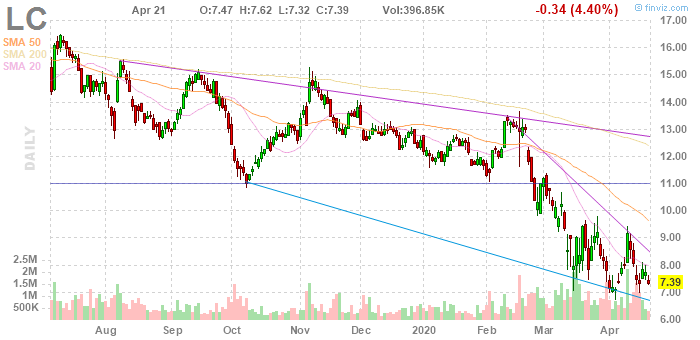 © finviz.com
LC Apr 21 O:7.47 H:7.62 L:7.32 C:7.39 Vol:396.85K -0.34 (4.40%)
SMA 50
SMA 200
SMA 20
DAILY
17.00
16.00
15.00
14.00
13.00
12.00
11.00
10.00
9.00
8.00
7.39
7.00
6.00
2.5M
2M
1.5M
1M
500K
Aug Sep Oct Nov Dec 2020 Feb Mar Apr